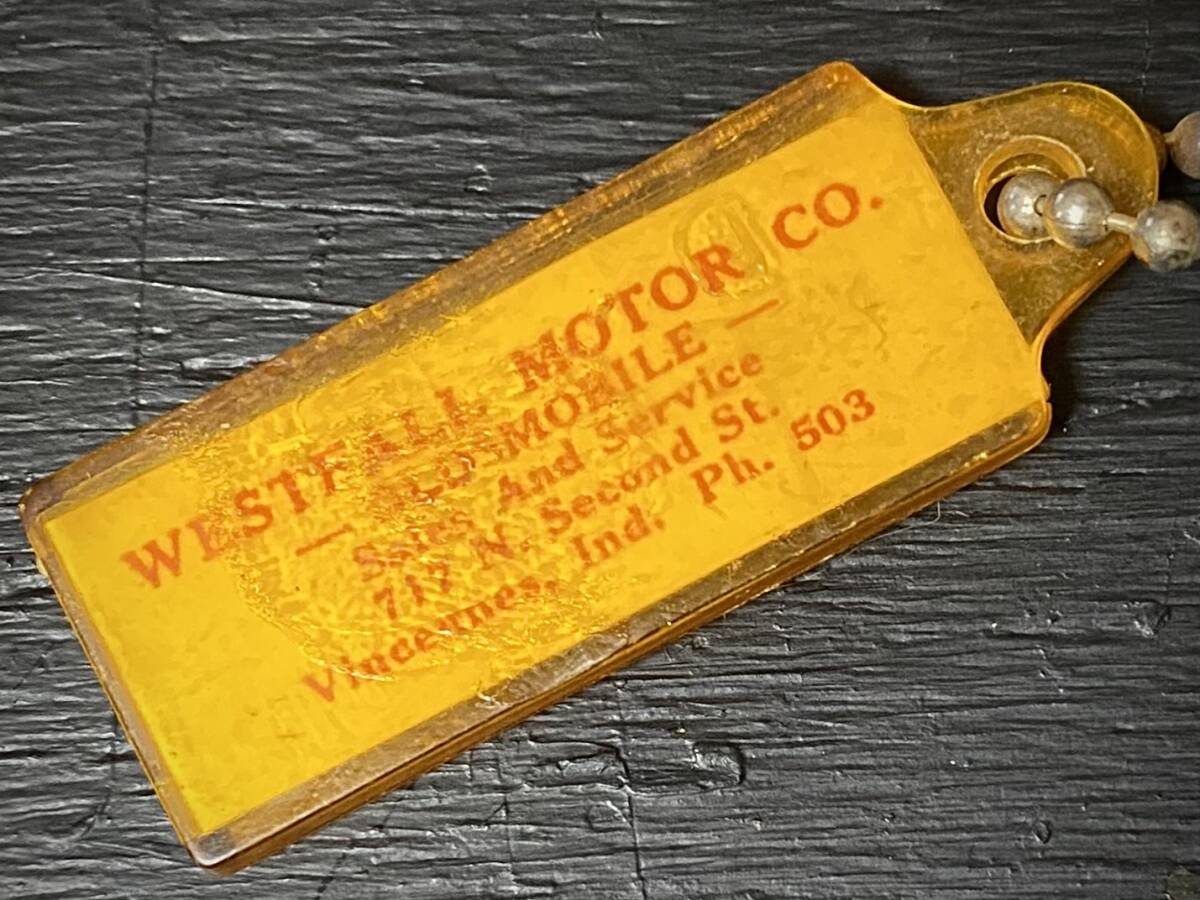 WESTFALL MOTOR CO.
— OLDSMOBILE —
Sales And Service
717 N. Second St.
Vincennes, Ind. Ph. 503